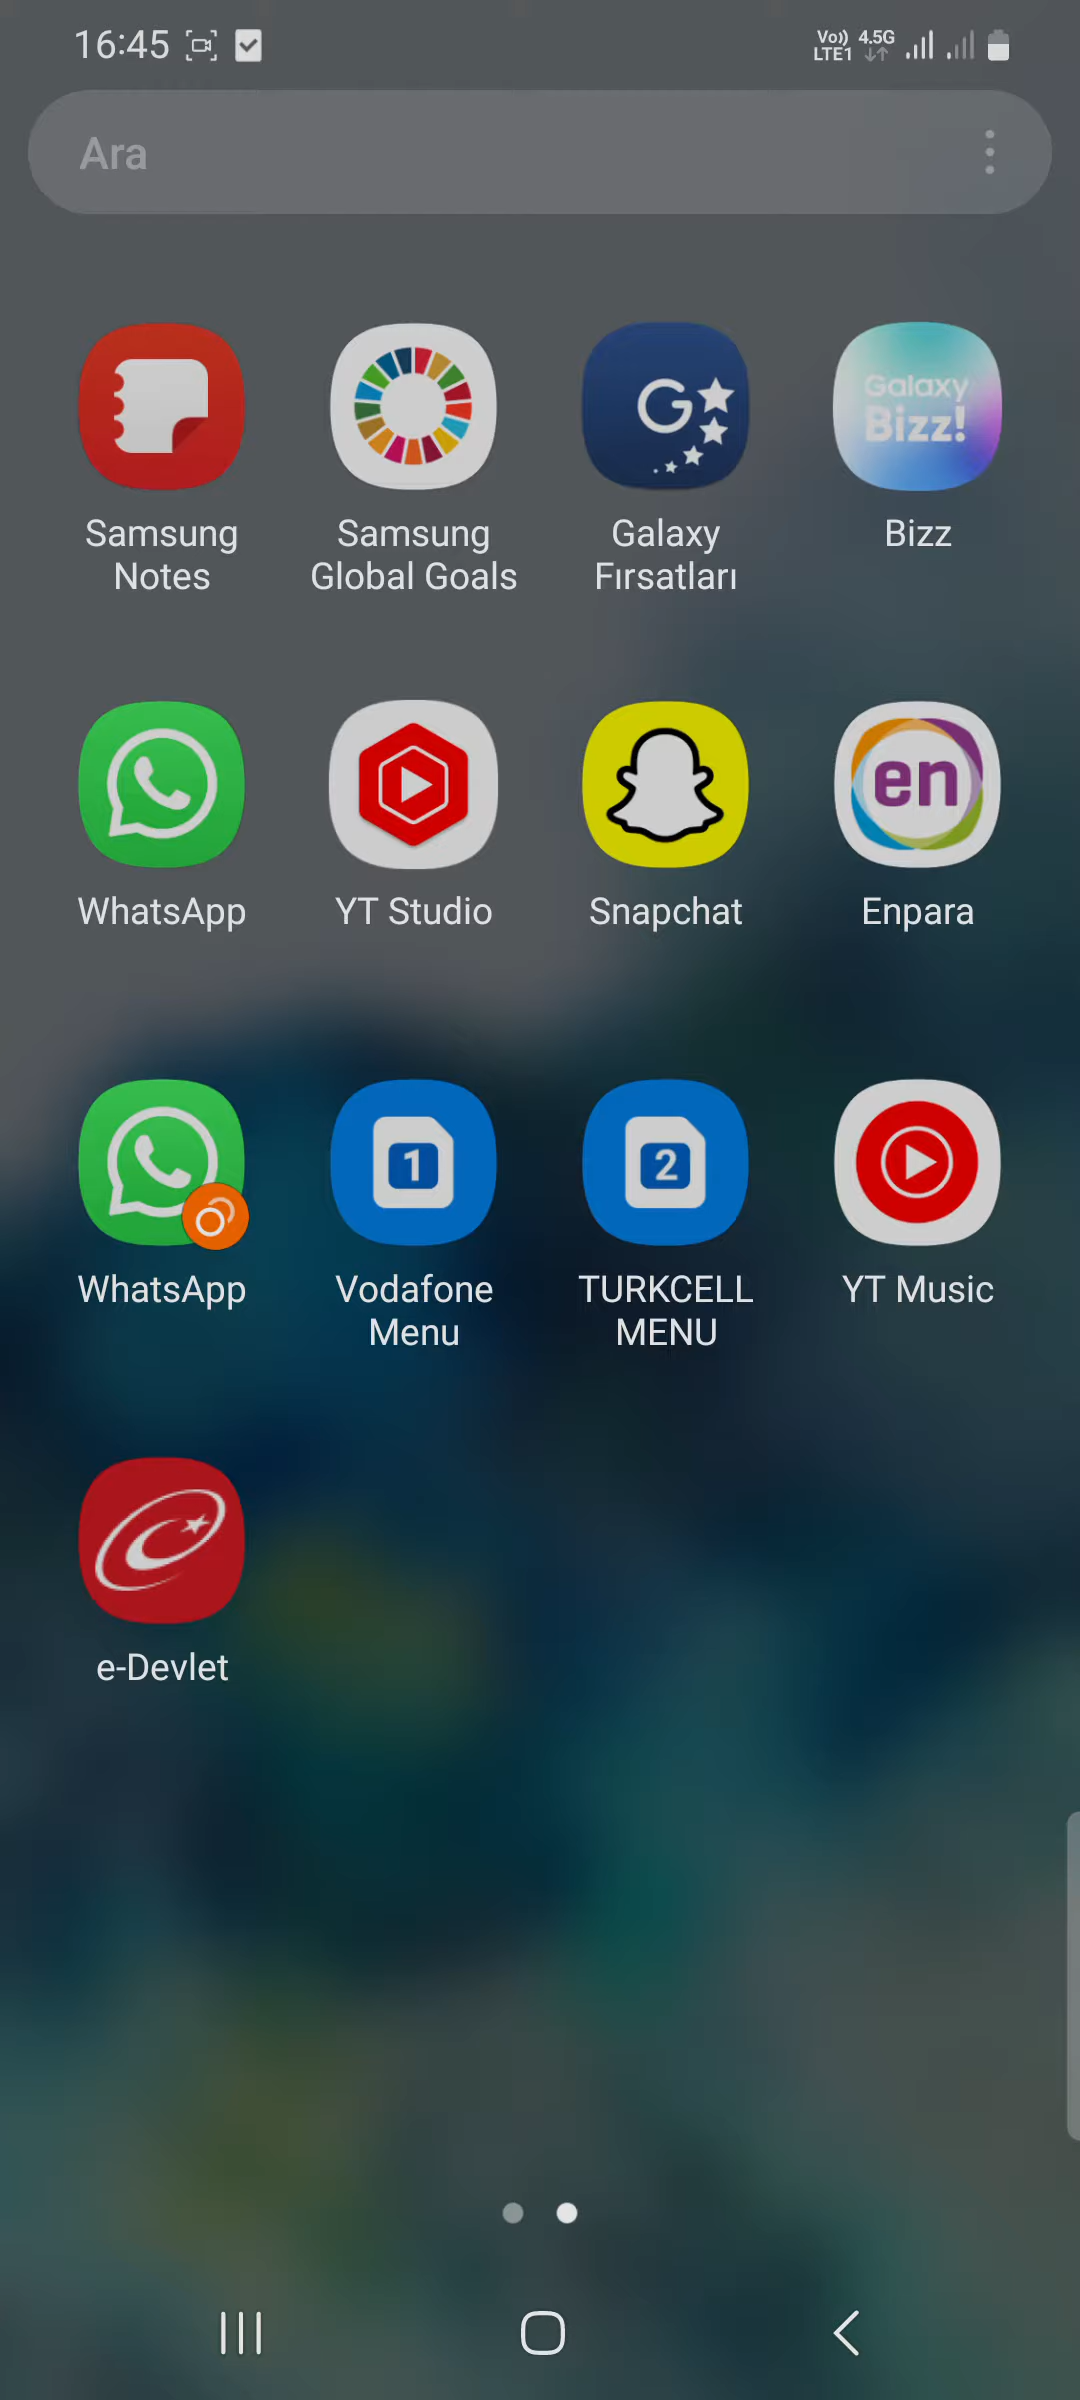 16:45
Vo)) 4.5G
LTE1
Ara
Galaxy
Bizz!
Samsung
Notes
Samsung
Global Goals
Galaxy
Fırsatları
Bizz
en
WhatsApp
YT Studio
Snapchat
Enpara
1
2
WhatsApp
Vodafone
Menu
TURKCELL
MENU
YT Music
e-Devlet